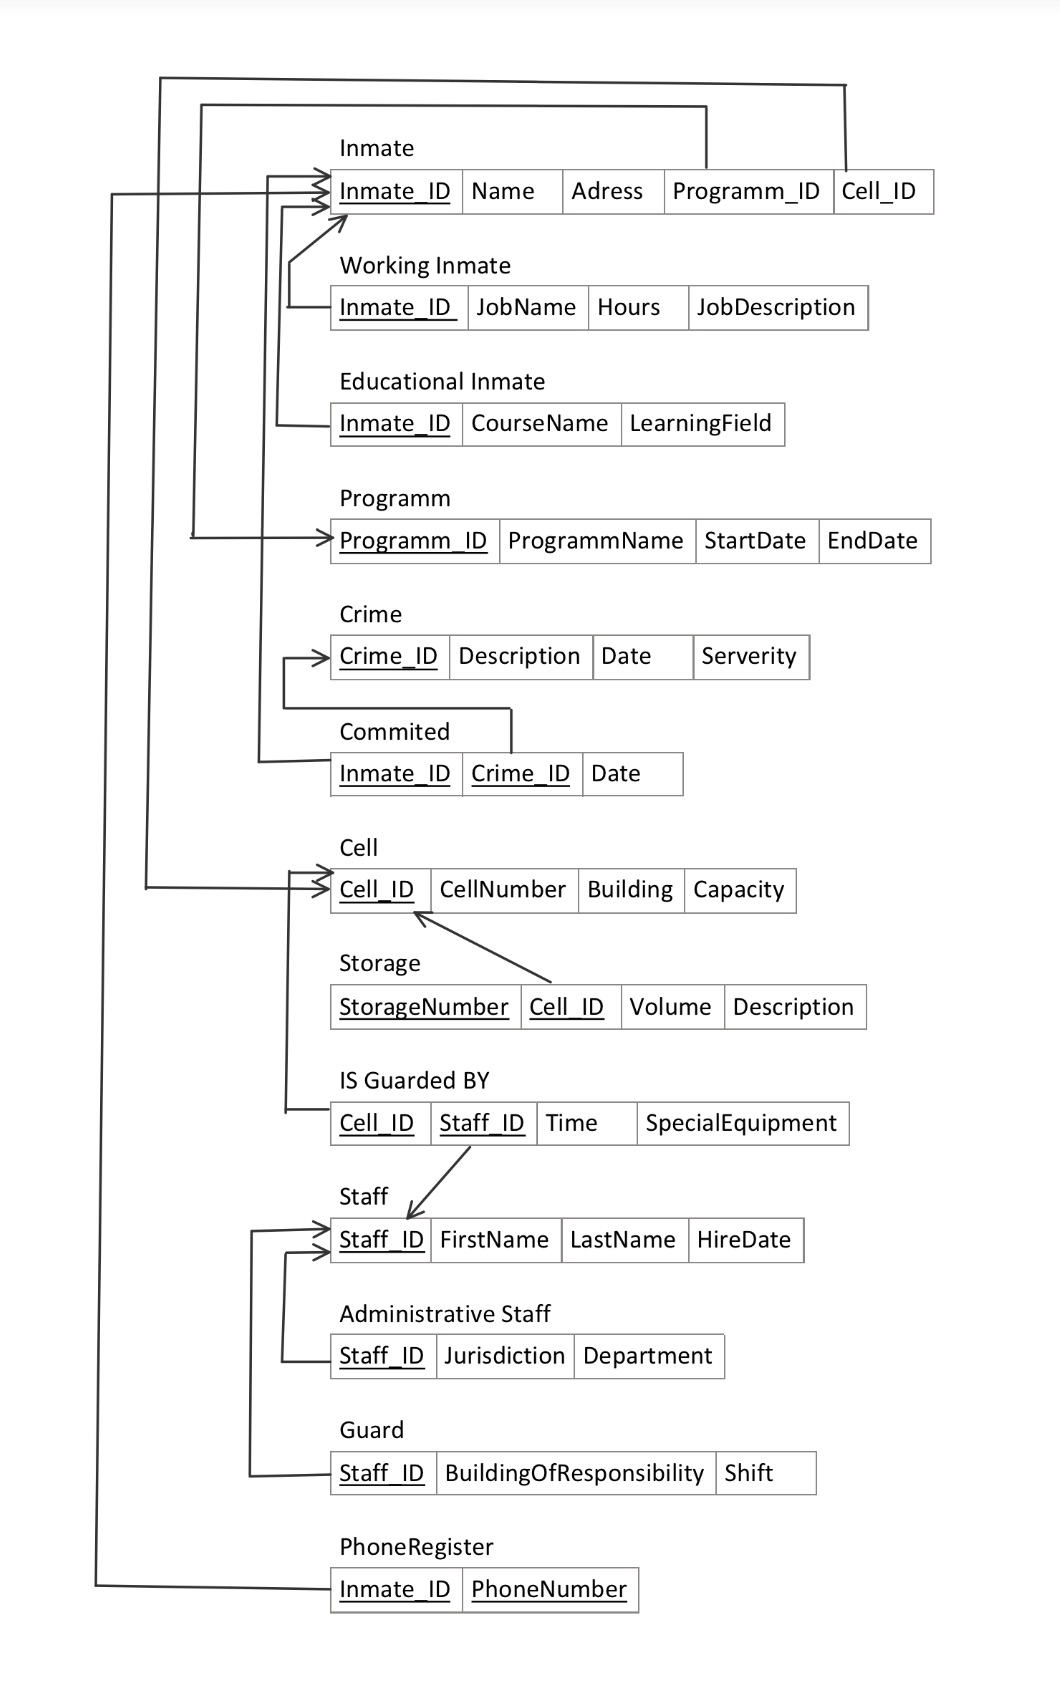 Inmate
Inmate_ID Name Adress Programm_ID Cell_ID
Working Inmate
Inmate_ID JobName Hours JobDescription
Educational Inmate
Inmate_ID CourseName LearningField
Programm
Programm_ID ProgrammName StartDate EndDate
Crime
Crime_ID Description Date Serverity
Commited
Inmate_ID Crime_ID Date
Cell
Cell_ID CellNumber Building Capacity
Storage
StorageNumber Cell_ID Volume Description
IS Guarded BY
Cell_ID Staff_ID Time SpecialEquipment
Staff
Staff_ID FirstName LastName HireDate
Administrative Staff
Staff_ID Jurisdiction Department
Guard
Staff_ID BuildingOfResponsibility Shift
PhoneRegister
Inmate_ID PhoneNumber